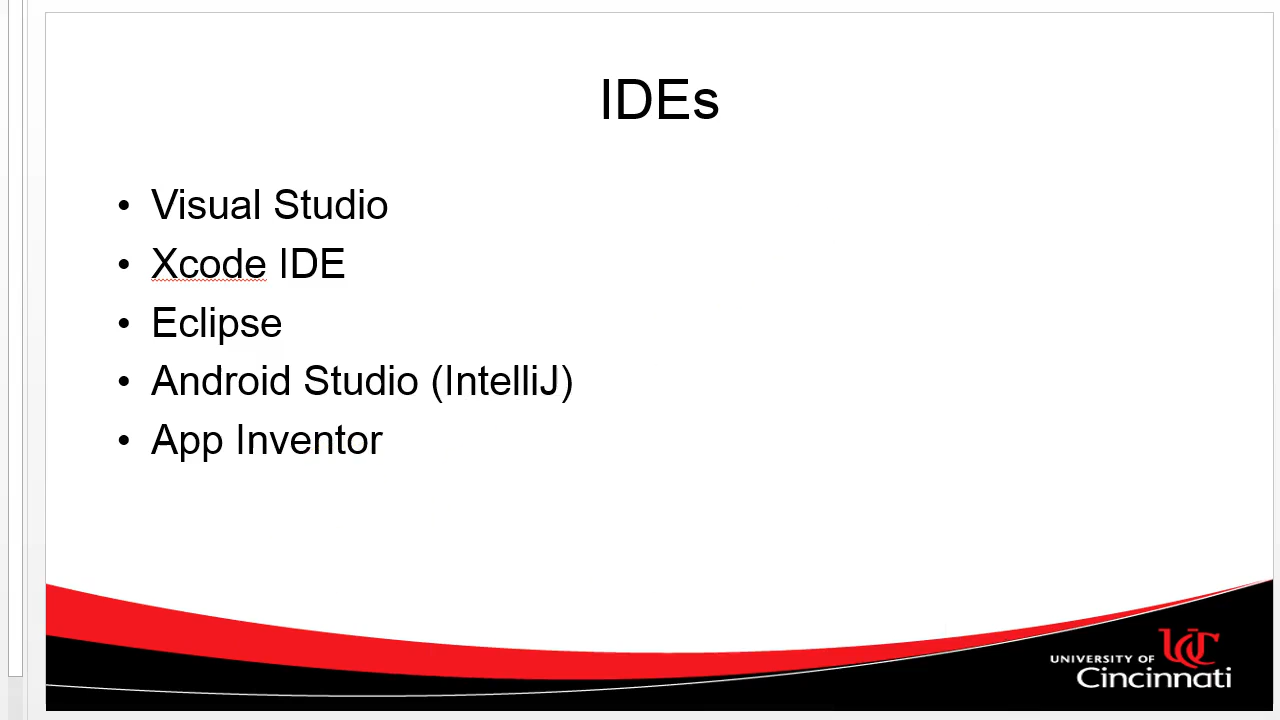 IDEs
• Visual Studio
• Xcode IDE
• Eclipse
• Android Studio (IntelliJ)
• App Inventor
UC
UNIVERSITY OF
Cincinnati